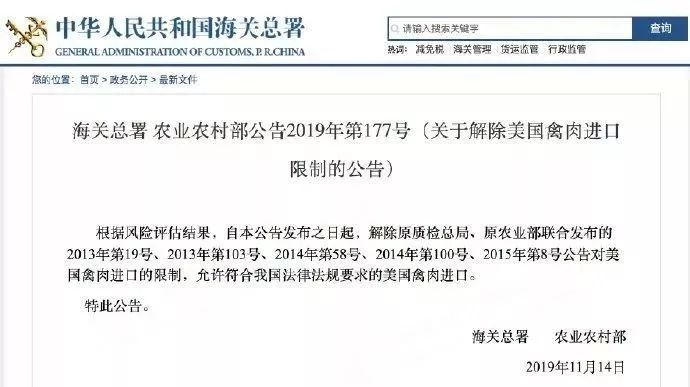 中华人民共和国海关总署
GENERAL ADMINISTRATION OF CUSTOMS, P. R. CHINA
请输入搜索关键字
查询
热词： 减免税 | 海关管理 | 货运监管 | 行政监管
您的位置： 首页 > 政务公开 > 最新文件
海关总署 农业农村部公告2019年第177号（关于解除美国禽肉进口
限制的公告）
根据风险评估结果，自本公告发布之日起，解除原质检总局、原农业部联合发布的
2013年第19号、2013年第103号、2014年第58号、2014年第100号、2015年第8号公告对美
国禽肉进口的限制，允许符合我国法律法规要求的美国禽肉进口。
特此公告。
海关总署 农业农村部
2019年11月14日